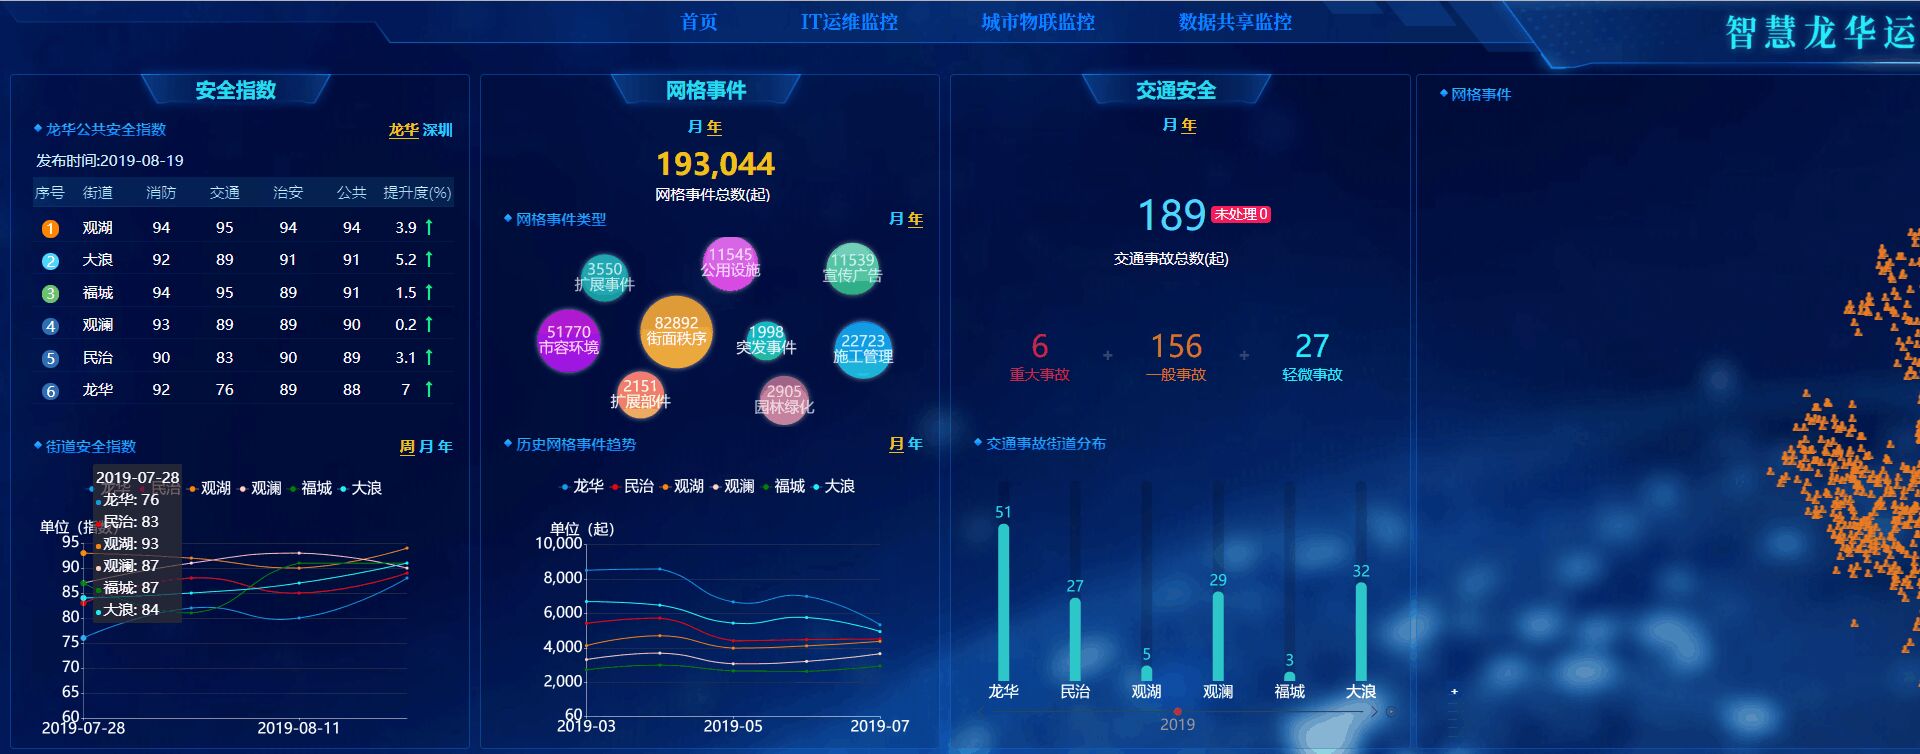 首页 IT运维监控 城市物联监控 数据共享监控
智慧龙华运
安全指数
龙华公共安全指数 龙华 深圳
发布时间:2019-08-19
序号 街道 消防 交通 治安 公共 提升度(%)
1 观湖 94 95 94 94 3.9 ↑
2 大浪 92 89 91 91 5.2 ↑
3 福城 94 95 89 91 1.5 ↑
4 观澜 93 89 89 90 0.2 ↑
5 民治 90 83 90 89 3.1 ↑
6 龙华 92 76 89 88 7 ↑
街道安全指数 周 月 年
龙华 民治 观湖 观澜 福城 大浪
2019-07-28
龙华: 76
民治: 83
观湖: 93
观澜: 87
福城: 87
大浪: 84
单位（指数）
95
90
85
80
75
70
65
60
2019-07-28 2019-08-11
网格事件
月 年
193,044
网格事件总数(起)
网格事件类型 月 年
3550
扩展事件
11545
公用设施
11539
宣传广告
51770
市容环境
82892
街面秩序
1998
突发事件
22723
施工管理
2151
扩展部件
2905
园林绿化
历史网格事件趋势 月 年
龙华 民治 观湖 观澜 福城 大浪
单位（起）
10,000
8,000
6,000
4,000
2,000
60
2019-03 2019-05 2019-07
交通安全
月 年
189 未处理 0
交通事故总数(起)
6 + 156 + 27
重大事故 一般事故 轻微事故
交通事故街道分布
51 27 5 29 3 32
龙华 民治 观湖 观澜 福城 大浪
2019
网格事件
+